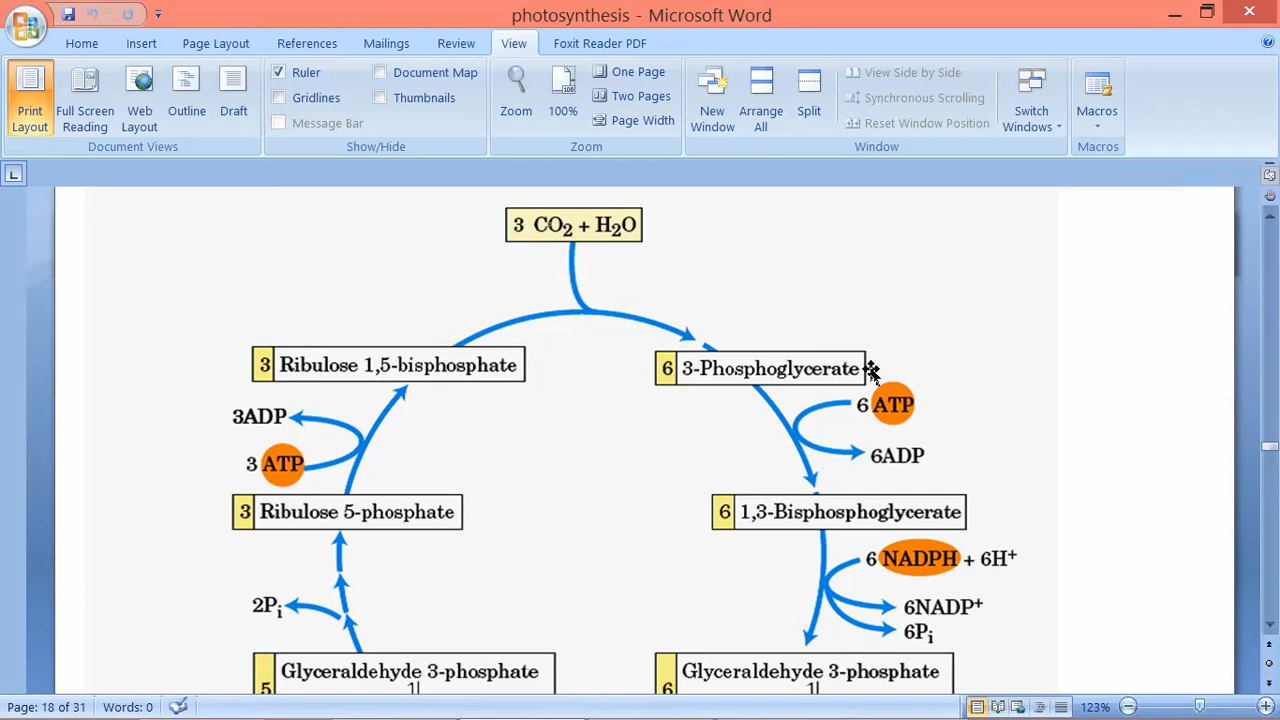 photosynthesis - Microsoft Word
Home Insert Page Layout References Mailings Review View Foxit Reader PDF
Print Layout
Full Screen Reading
Web Layout
Outline
Draft
Document Views
Ruler
Gridlines
Message Bar
Document Map
Thumbnails
Show/Hide
Zoom
100%
One Page
Two Pages
Page Width
Zoom
New Window
Arrange All
Split
View Side by Side
Synchronous Scrolling
Reset Window Position
Switch Windows
Window
Macros
Macros
3 CO₂ + H₂O
3 Ribulose 1,5-bisphosphate
6 3-Phosphoglycerate
3ADP
6 ATP
3 ATP
6ADP
3 Ribulose 5-phosphate
6 1,3-Bisphosphoglycerate
6 NADPH + 6H⁺
2Pᵢ
6NADP⁺
6Pᵢ
5 Glyceraldehyde 3-phosphate
6 Glyceraldehyde 3-phosphate
Page: 18 of 31 Words: 0 123%